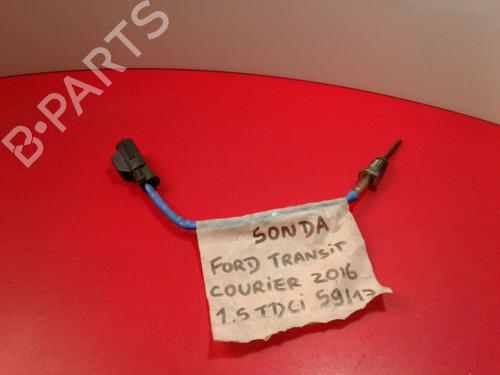 B-PARTS
SONDA
FORD TRANSIT
COURIER 2016
1.5 TDCi 59/17